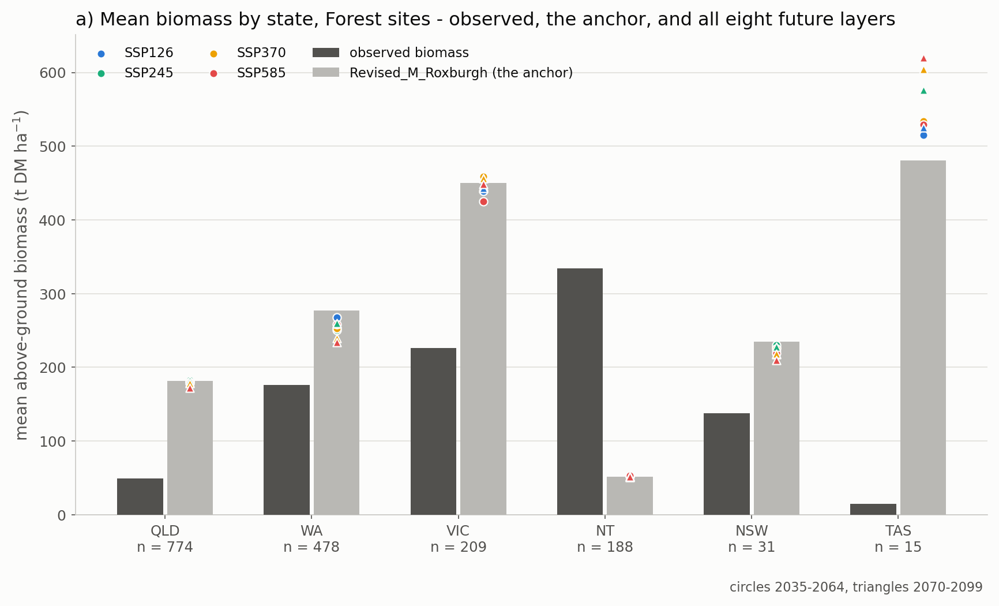 a) Mean biomass by state, Forest sites - observed, the anchor, and all eight future layers
SSP126
SSP245
SSP370
SSP585
observed biomass
Revised_M_Roxburgh (the anchor)
mean above-ground biomass (t DM ha⁻¹)
600
500
400
300
200
100
0
QLD
n = 774
WA
n = 478
VIC
n = 209
NT
n = 188
NSW
n = 31
TAS
n = 15
circles 2035-2064, triangles 2070-2099